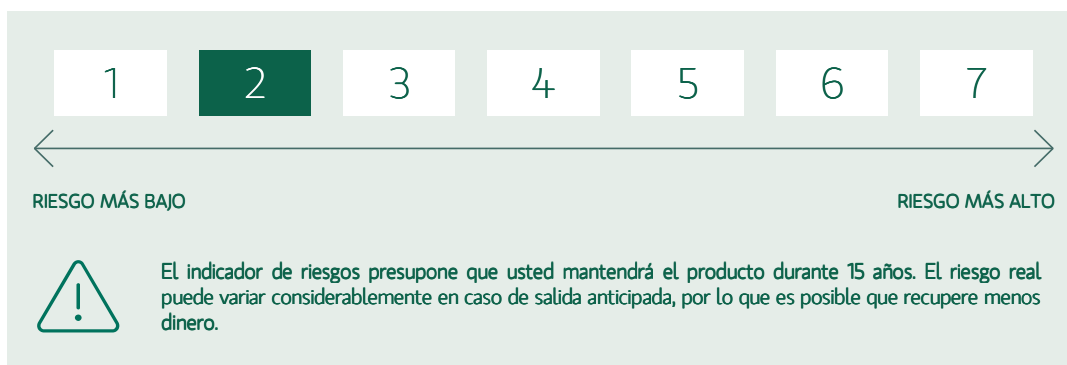 1 2 3 4 5 6 7
RIESGO MÁS BAJO RIESGO MÁS ALTO
El indicador de riesgos presupone que usted mantendrá el producto durante 15 años. El riesgo real
puede variar considerablemente en caso de salida anticipada, por lo que es posible que recupere menos
dinero.